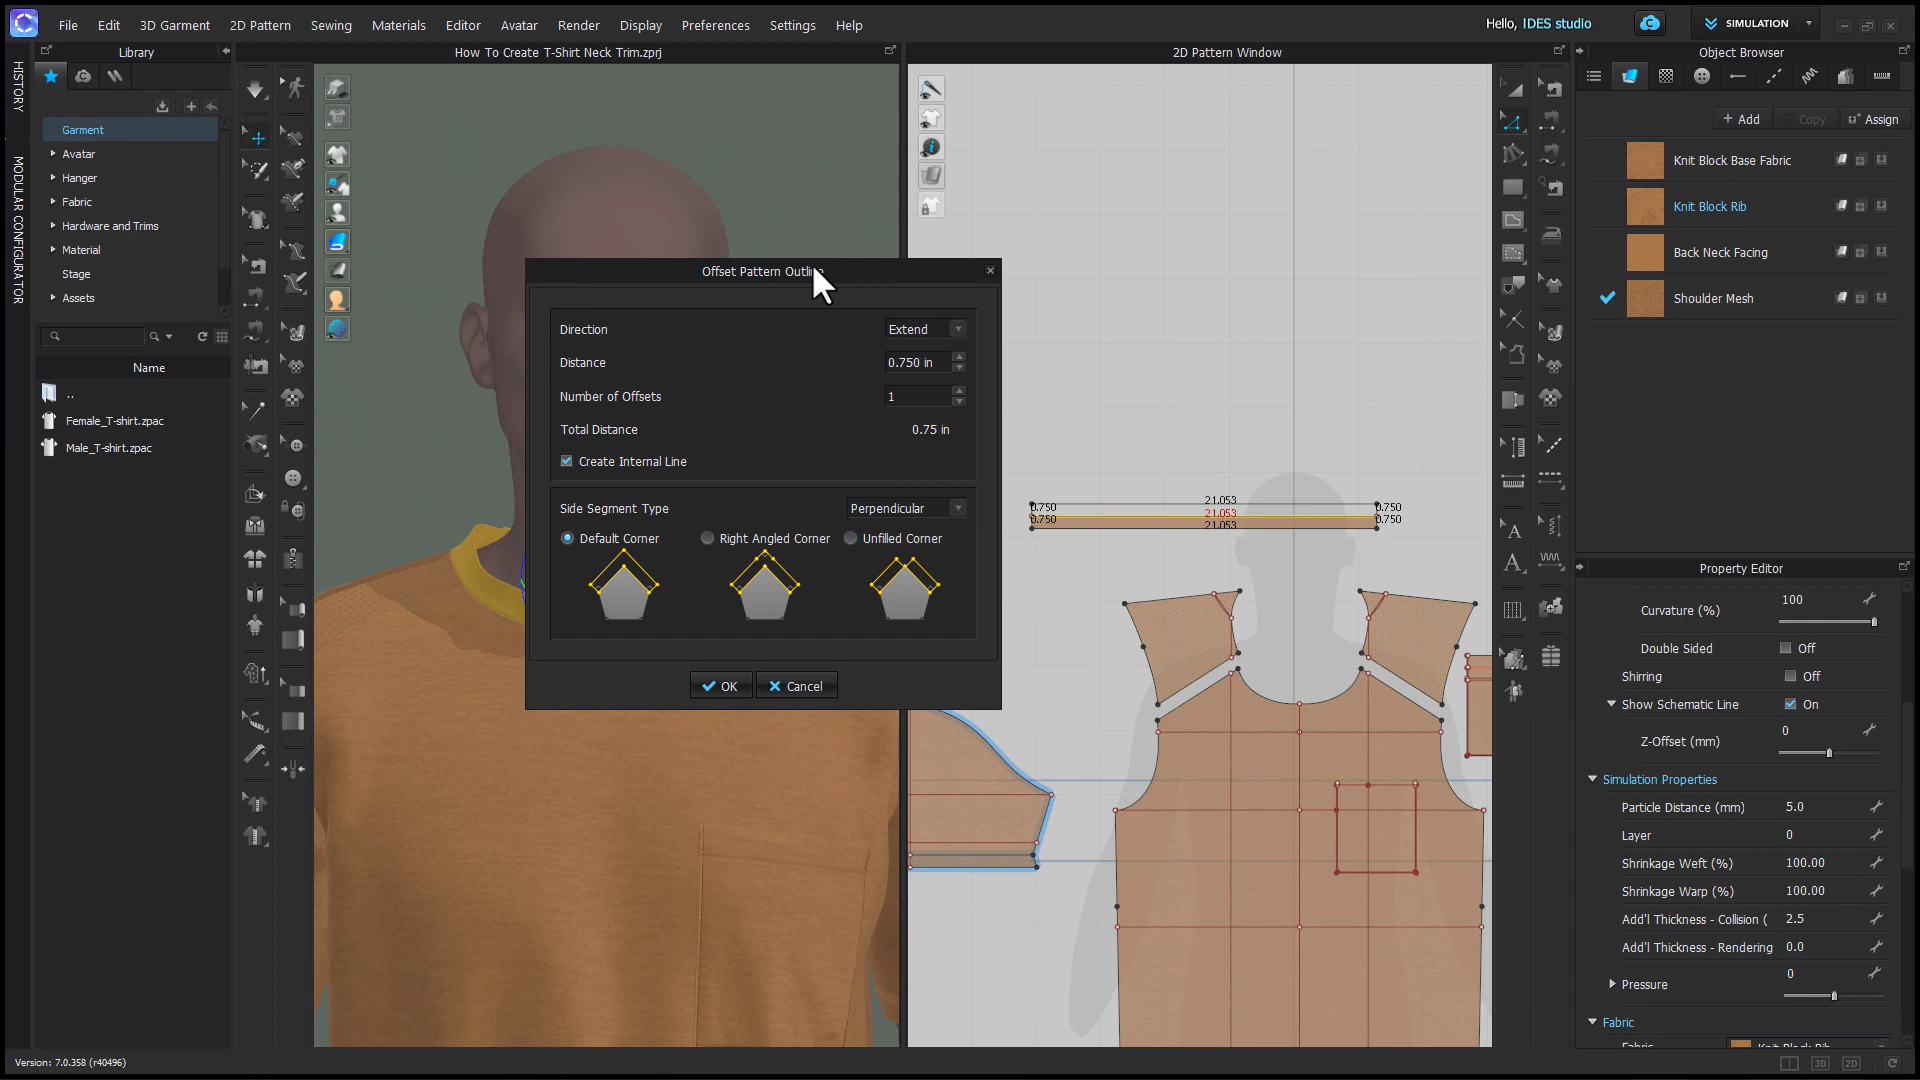 File Edit 3D Garment 2D Pattern Sewing Materials Editor Avatar Render Display Preferences Settings Help
Hello, IDES studio
SIMULATION
Library
How To Create T-Shirt Neck Trim.zprj
2D Pattern Window
Object Browser
HISTORY
MODULAR CONFIGURATOR
Garment
Avatar
Hanger
Fabric
Hardware and Trims
Material
Stage
Assets
Name
..
Female_T-shirt.zpac
Male_T-shirt.zpac
Offset Pattern Outline
Direction Extend
Distance 0.750 in
Number of Offsets 1
Total Distance 0.75 in
Create Internal Line
Side Segment Type Perpendicular
Default Corner Right Angled Corner Unfilled Corner
OK Cancel
21.053
0.750 0.750
21.053
0.750 0.750
21.053
+ Add Copy Assign
Knit Block Base Fabric
Knit Block Rib
Back Neck Facing
Shoulder Mesh
Property Editor
Curvature (%) 100
Double Sided Off
Shirring Off
Show Schematic Line On
Z-Offset (mm) 0
Simulation Properties
Particle Distance (mm) 5.0
Layer 0
Shrinkage Weft (%) 100.00
Shrinkage Warp (%) 100.00
Add'l Thickness - Collision ( 2.5
Add'l Thickness - Rendering 0.0
Pressure 0
Fabric
Fabric Knit Block Rib
Version: 7.0.358 (r40496)
3D 2D